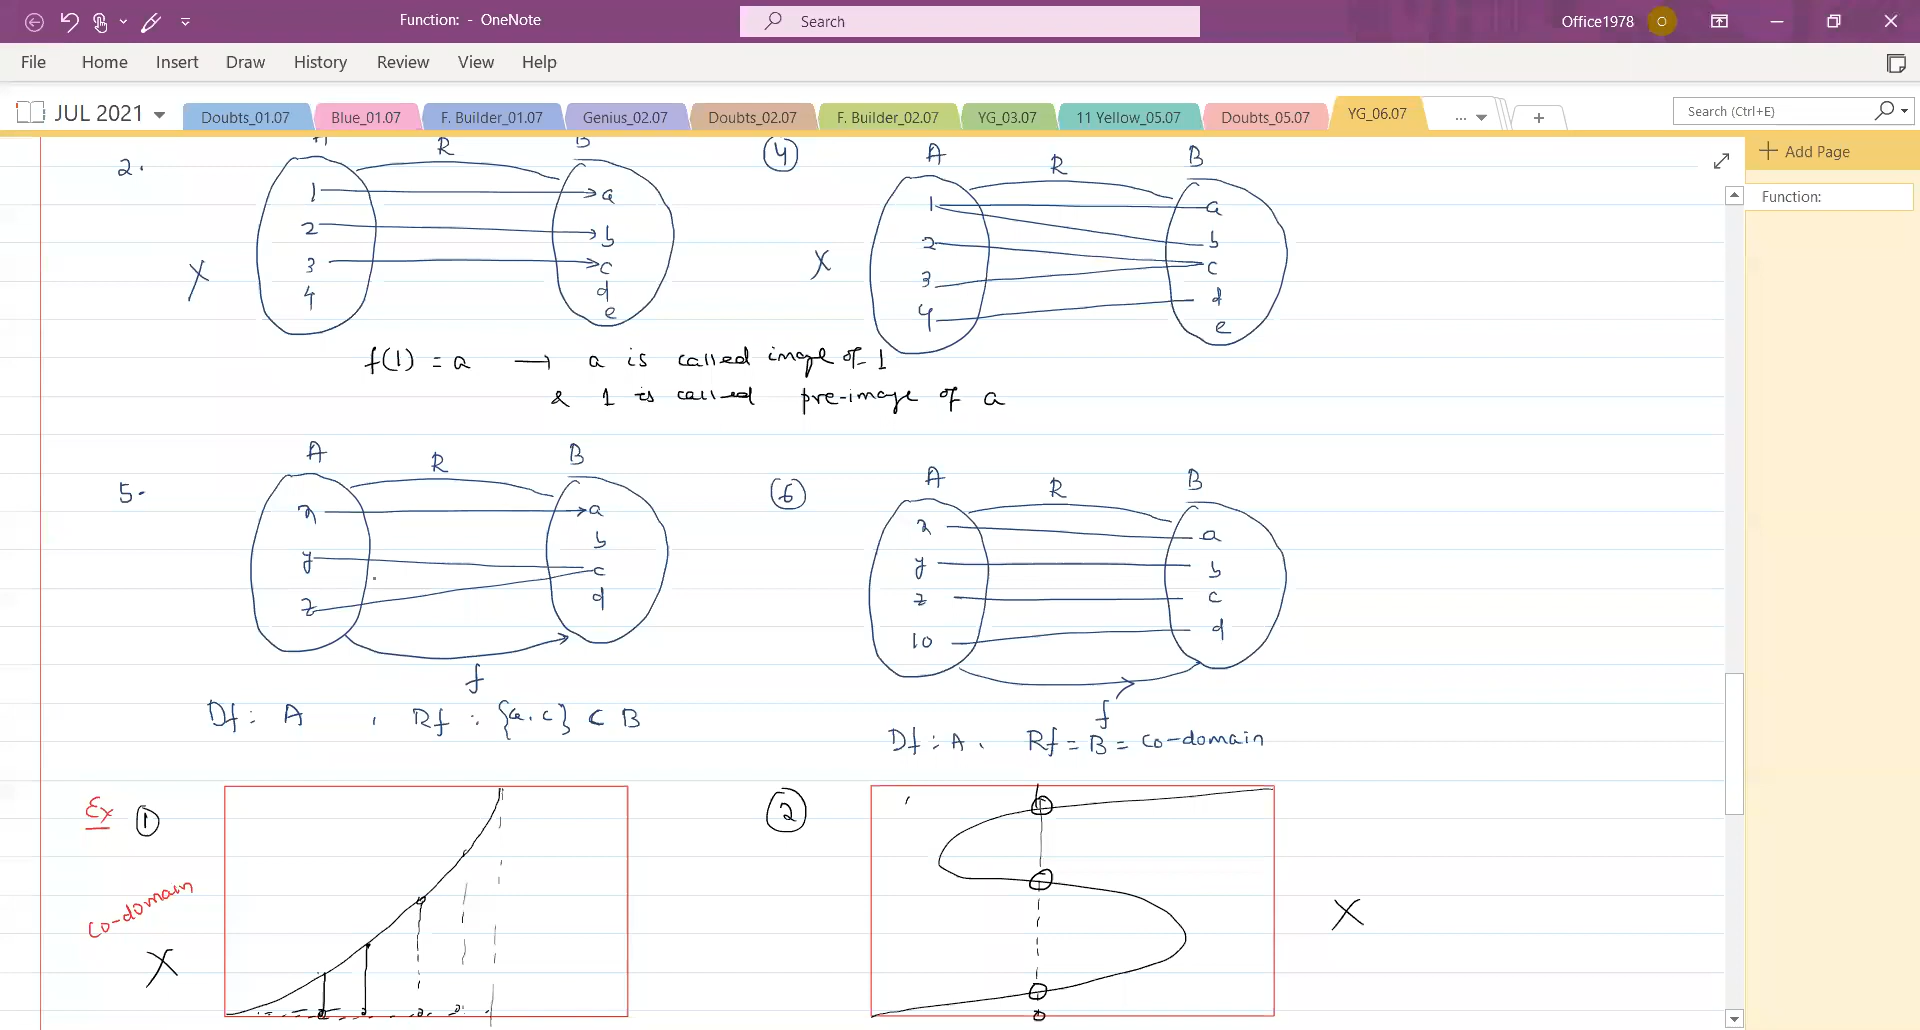 Function: - OneNote
Search
Office1978
O
File Home Insert Draw History Review View Help
JUL 2021
Doubts_01.07 Blue_01.07 F. Builder_01.07 Genius_02.07 Doubts_02.07 F. Builder_02.07 YG_03.07 11 Yellow_05.07 Doubts_05.07 YG_06.07 ... +
Search (Ctrl+E)
Add Page
Function:
2.
R
B
1 a
2 b
3 c
4 d
e
X
4
A R B
1 a
2 b
3 c
4 d
e
X
f(1) = a → a is called image of 1
& 1 is called pre-image of a
5.
A R B
x a
b
y c
z d
f
Df : A , Rf : {a, c} ⊂ B
6
A R B
x a
y b
z c
10 d
f
Df : A , Rf = B = co-domain
Ex 1
co-domain
X
2
X